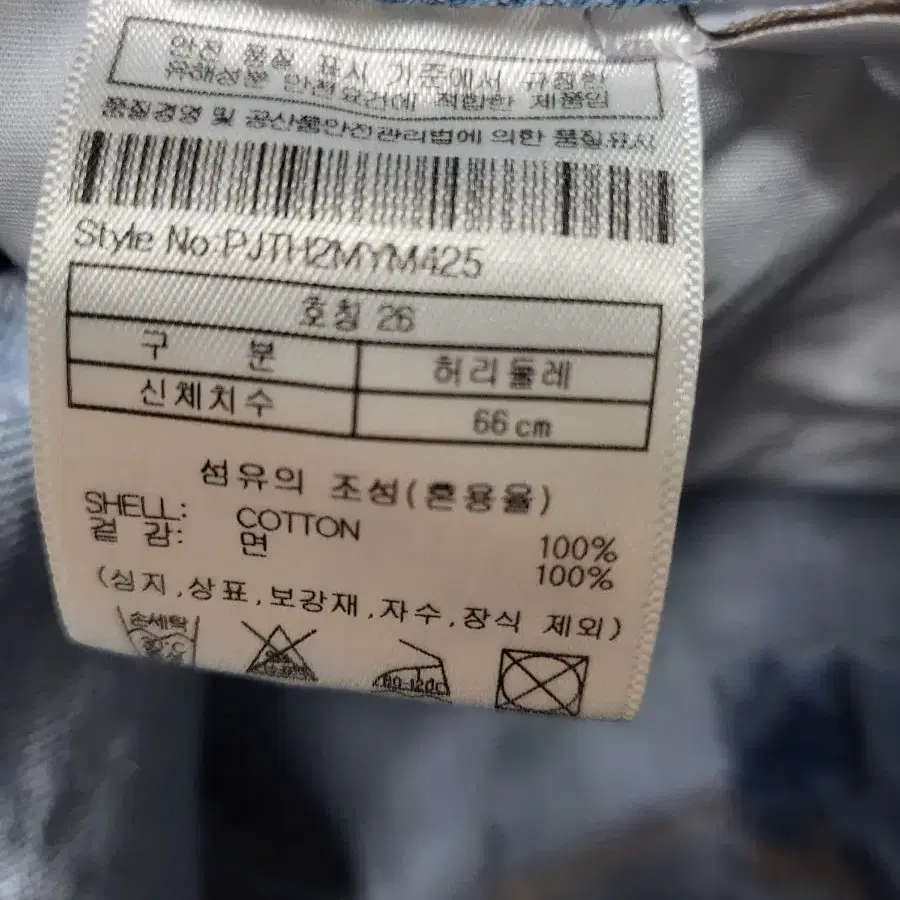 안전 품질 표시 기준에서 규정한
유해성분 안전요건에 적합한 제품임
품질경영 및 공산품안전관리법에 의한 품질표시
Style No:PJTH2MYM425
호칭 26
구 분 허리둘레
신체치수 66cm
섬유의 조성(혼용율)
SHELL: COTTON 100%
겉 감: 면 100%
(심지,상표,보강재,자수,장식 제외)
손세탁
80-120C